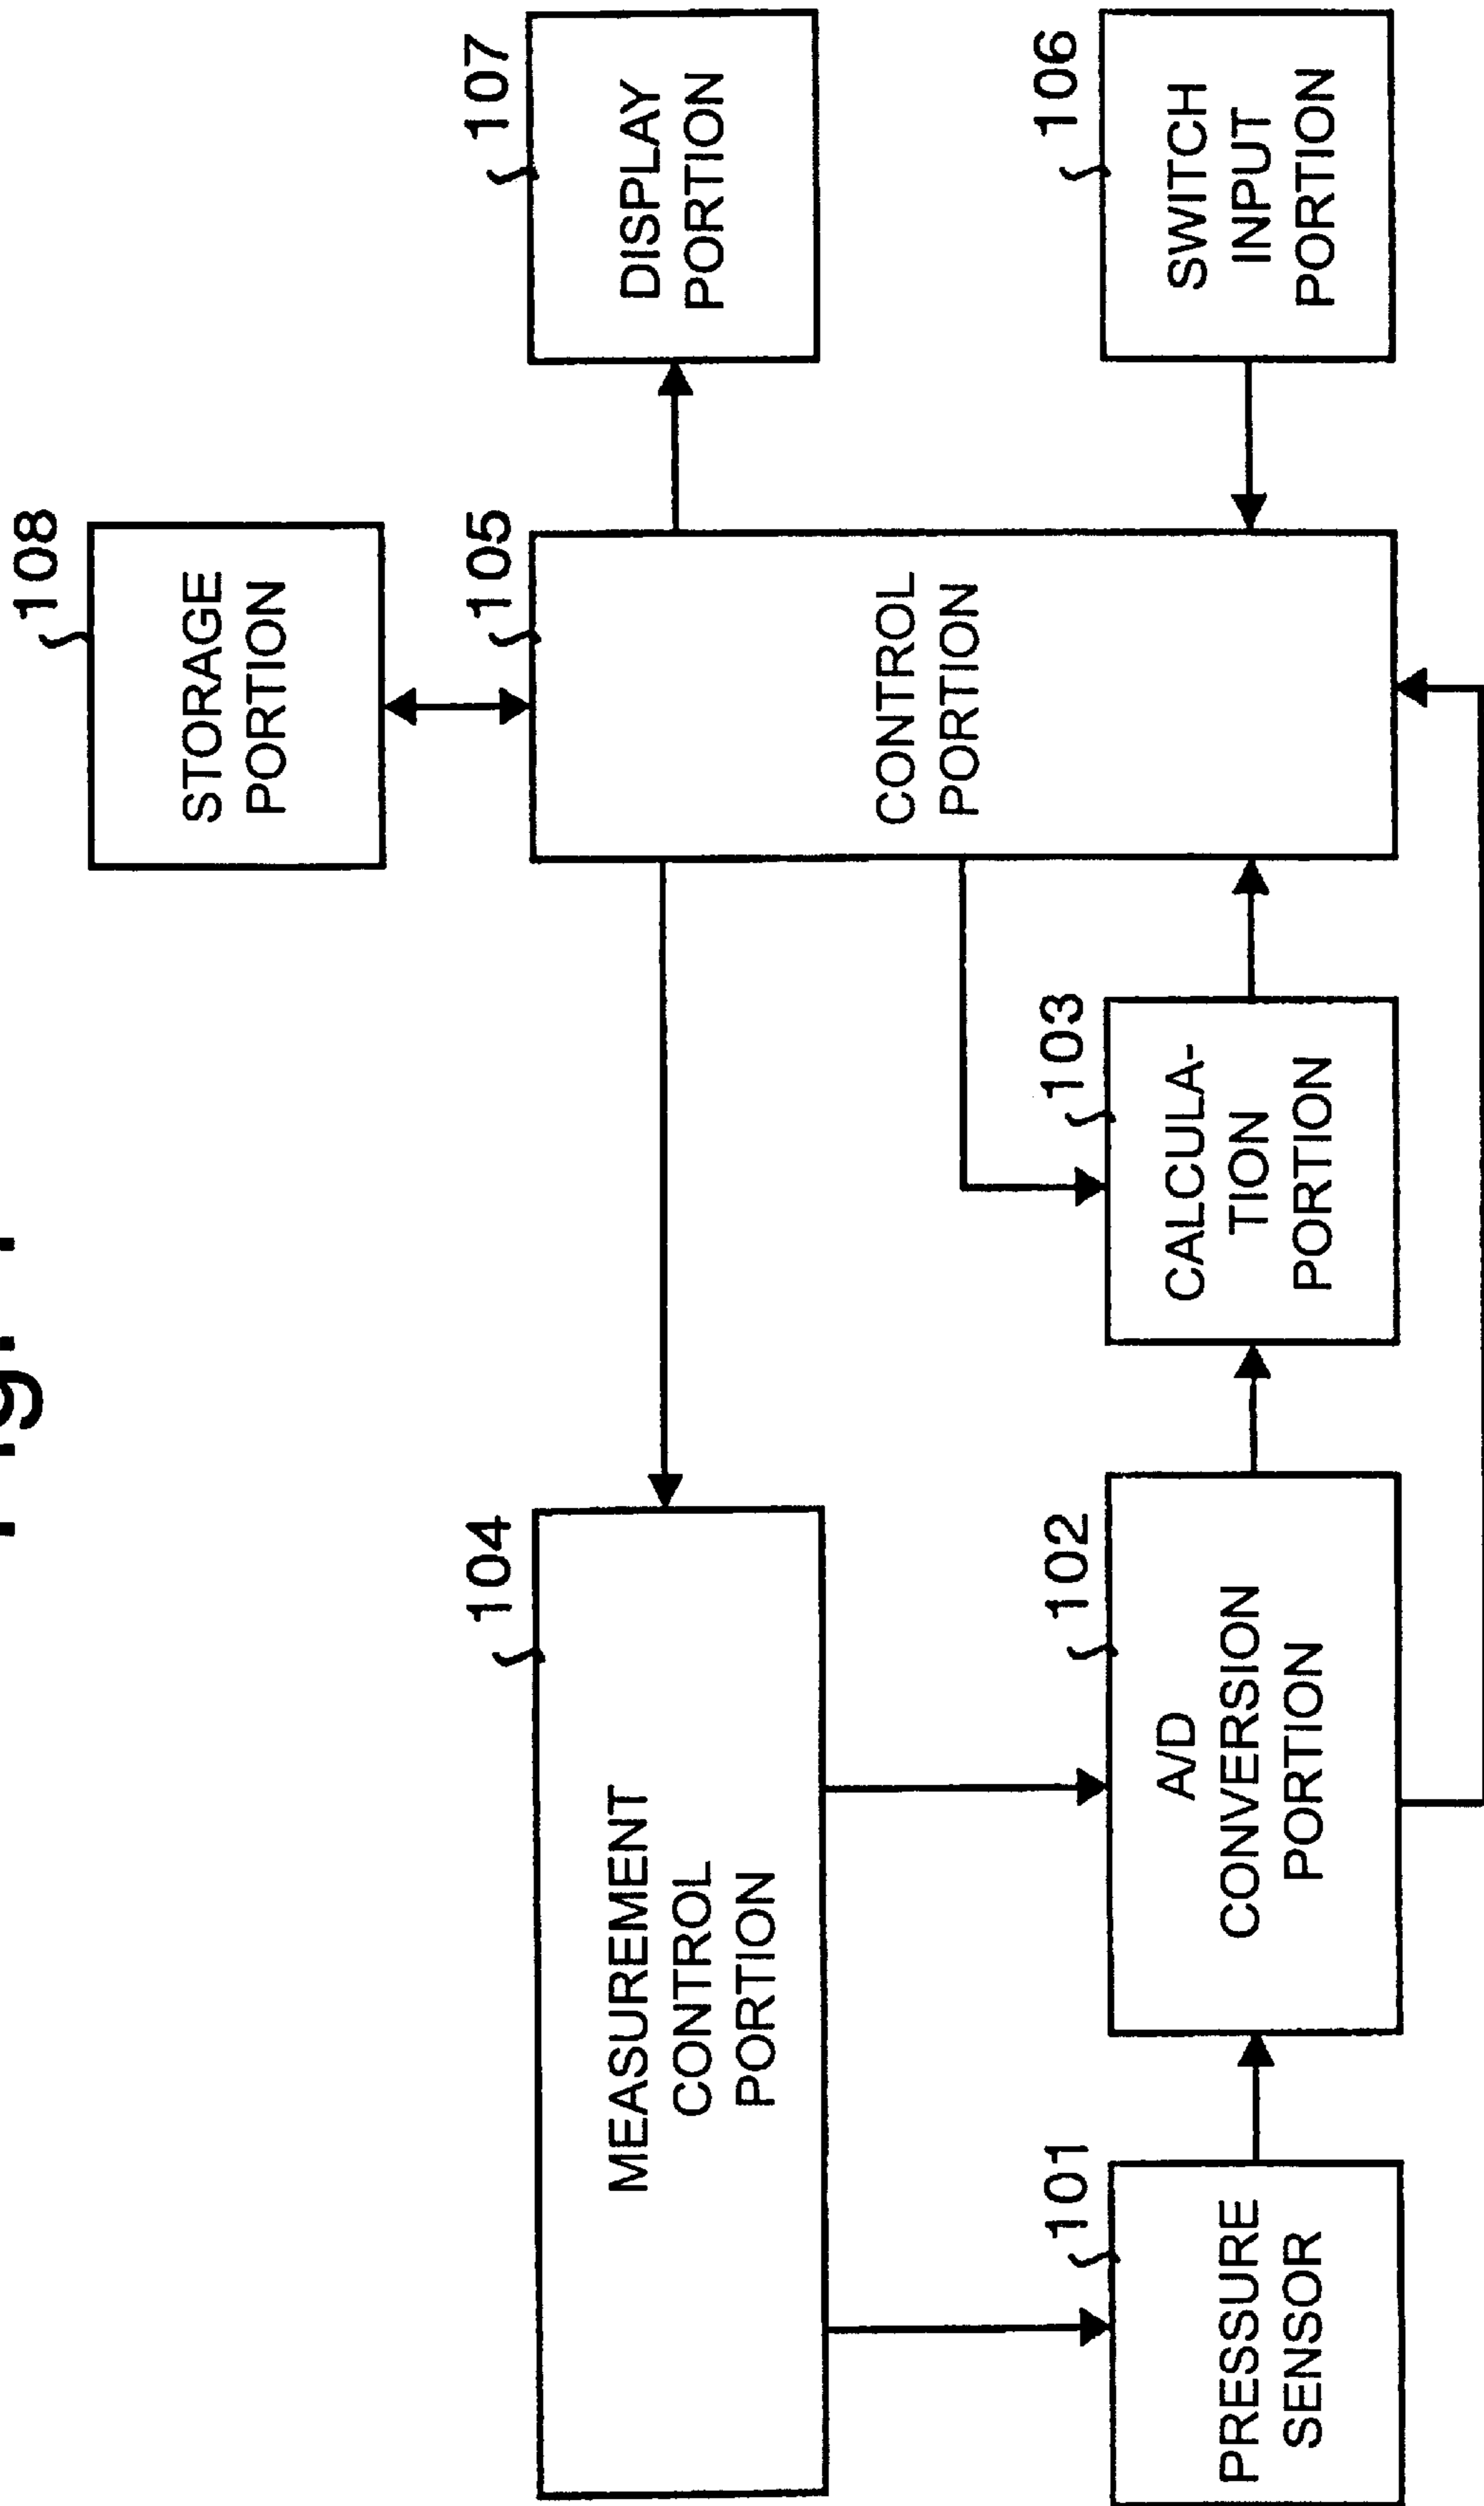 108
STORAGE
PORTION
104
MEASUREMENT
CONTROL
PORTION
105
CONTROL
PORTION
107
DISPLAY
PORTION
101
PRESSURE
SENSOR
102
A/D
CONVERSION
PORTION
103
CALCULA-
TION
PORTION
106
SWITCH
INPUT
PORTION